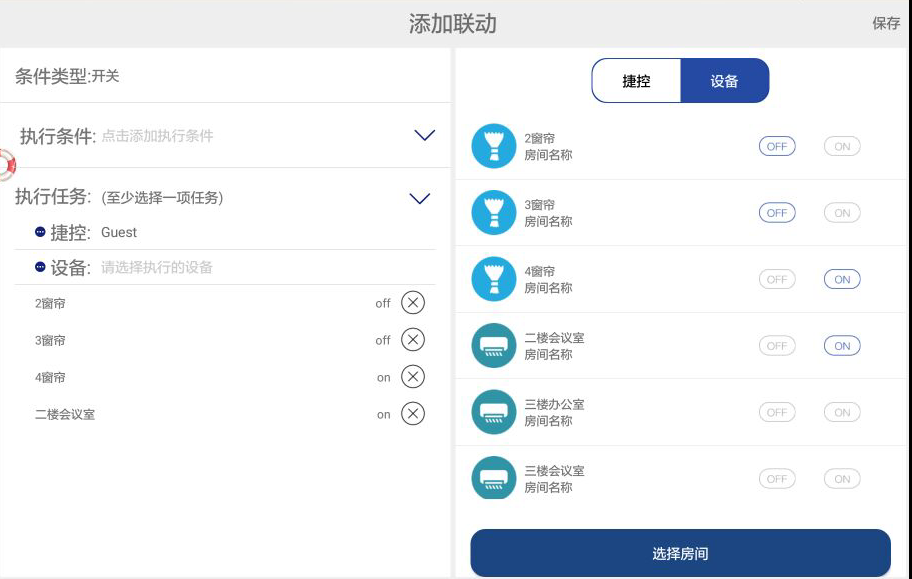 添加联动
保存
条件类型:开关
执行条件: 点击添加执行条件
执行任务: (至少选择一项任务)
捷控: Guest
设备: 请选择执行的设备
2窗帘 off
3窗帘 off
4窗帘 on
二楼会议室 on
捷控 设备
2窗帘
房间名称
OFF ON
3窗帘
房间名称
OFF ON
4窗帘
房间名称
OFF ON
二楼会议室
房间名称
OFF ON
三楼办公室
房间名称
OFF ON
三楼会议室
房间名称
OFF ON
选择房间